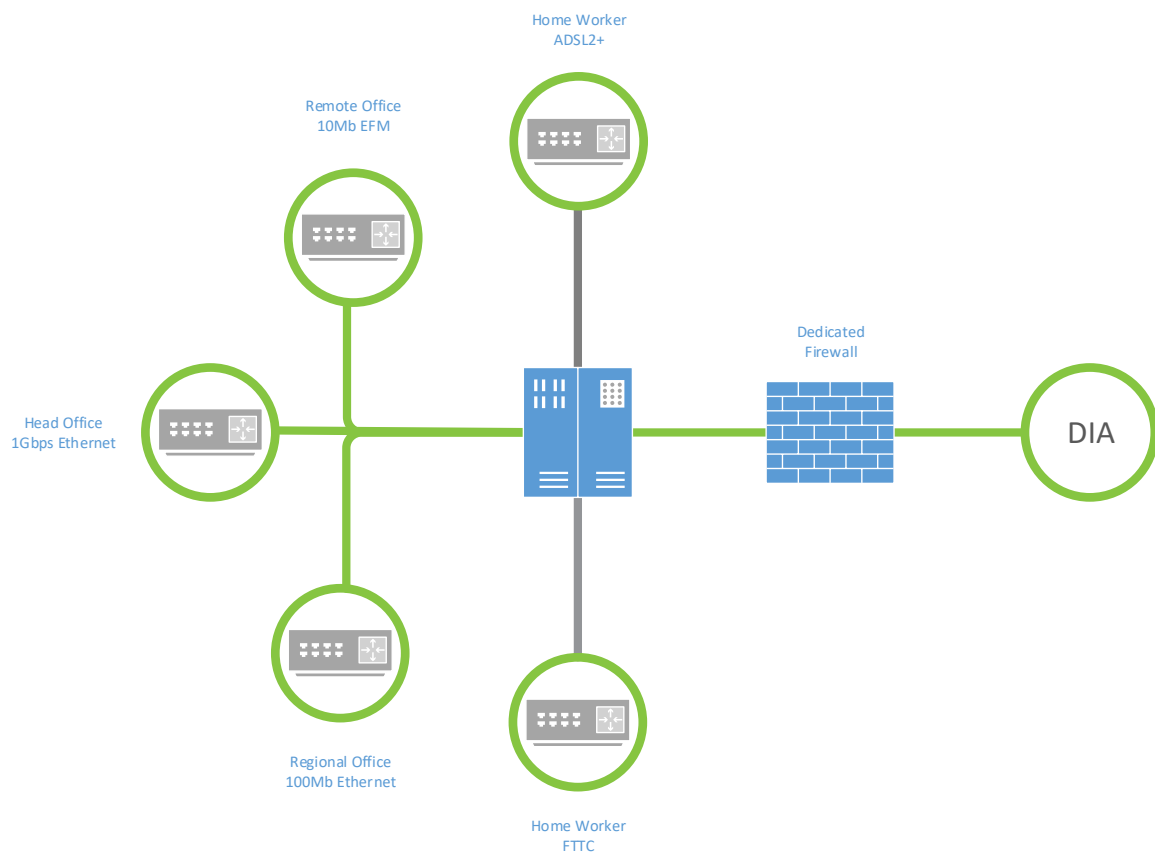 Home Worker
ADSL2+
Remote Office
10Mb EFM
Dedicated
Firewall
Head Office
1Gbps Ethernet
DIA
Regional Office
100Mb Ethernet
Home Worker
FTTC